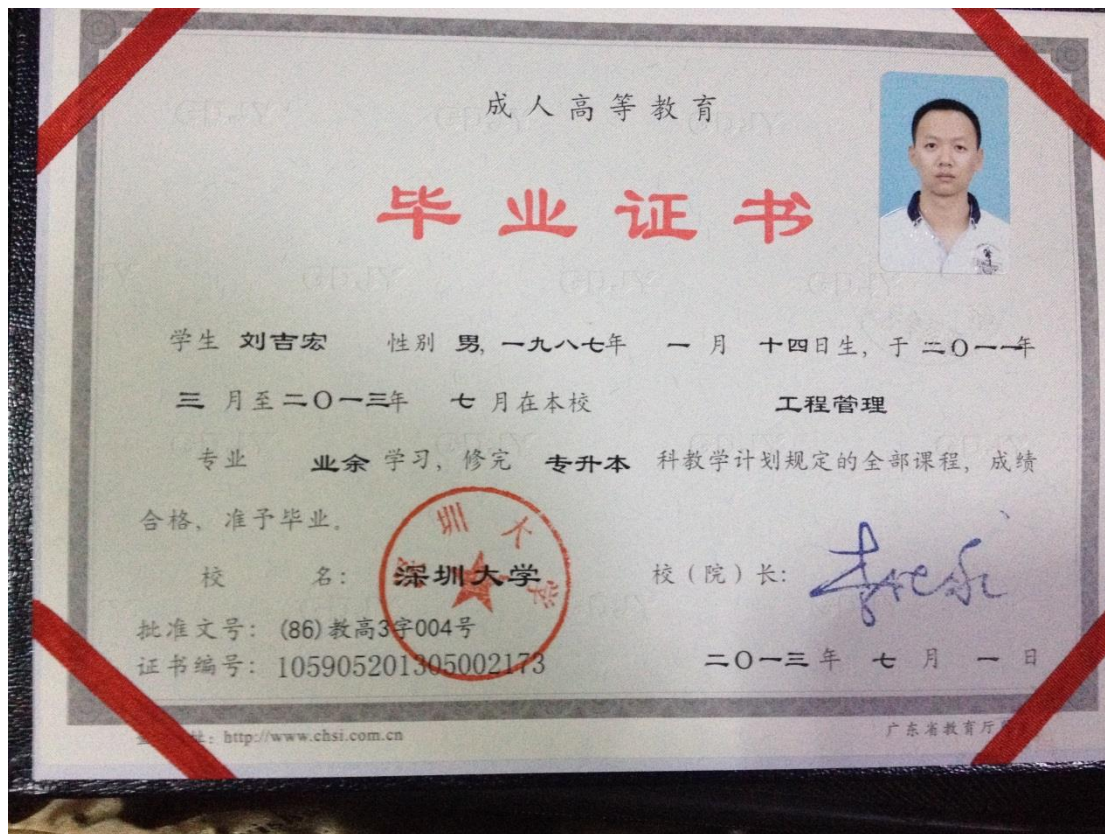 成人高等教育
毕业证书
学生 刘吉宏 性别 男, 一九八七年 一 月 十四日生, 于 二〇一一年
三 月至二〇一三年 七 月在本校 工程管理
专业 业余 学习, 修完 专升本 科教学计划规定的全部课程, 成绩
合格, 准予毕业。
校 名: 深圳大学 校(院)长:
批准文号: (86)教高3字004号
证书编号: 105905201305002173
二〇一三年 七 月 一 日
址: http://www.chsi.com.cn
广东省教育厅